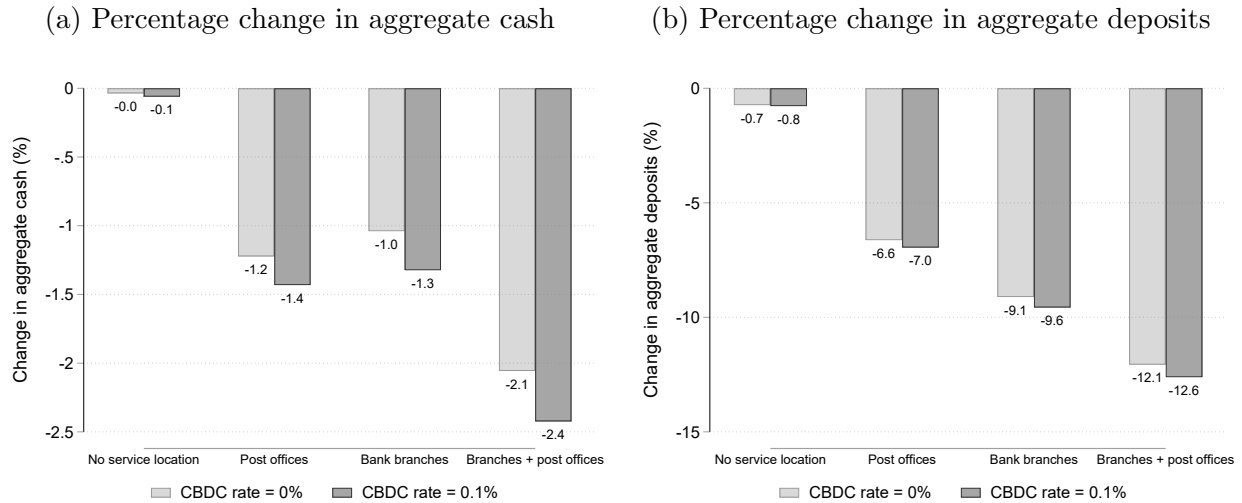 (a) Percentage change in aggregate cash
Change in aggregate cash (%)
0
-.5
-1
-1.5
-2
-2.5
-0.0
-0.1
-1.2
-1.4
-1.0
-1.3
-2.1
-2.4
No service location
Post offices
Bank branches
Branches + post offices
CBDC rate = 0%
CBDC rate = 0.1%
(b) Percentage change in aggregate deposits
Change in aggregate deposits (%)
0
-5
-10
-15
-0.7
-0.8
-6.6
-7.0
-9.1
-9.6
-12.1
-12.6
No service location
Post offices
Bank branches
Branches + post offices
CBDC rate = 0%
CBDC rate = 0.1%